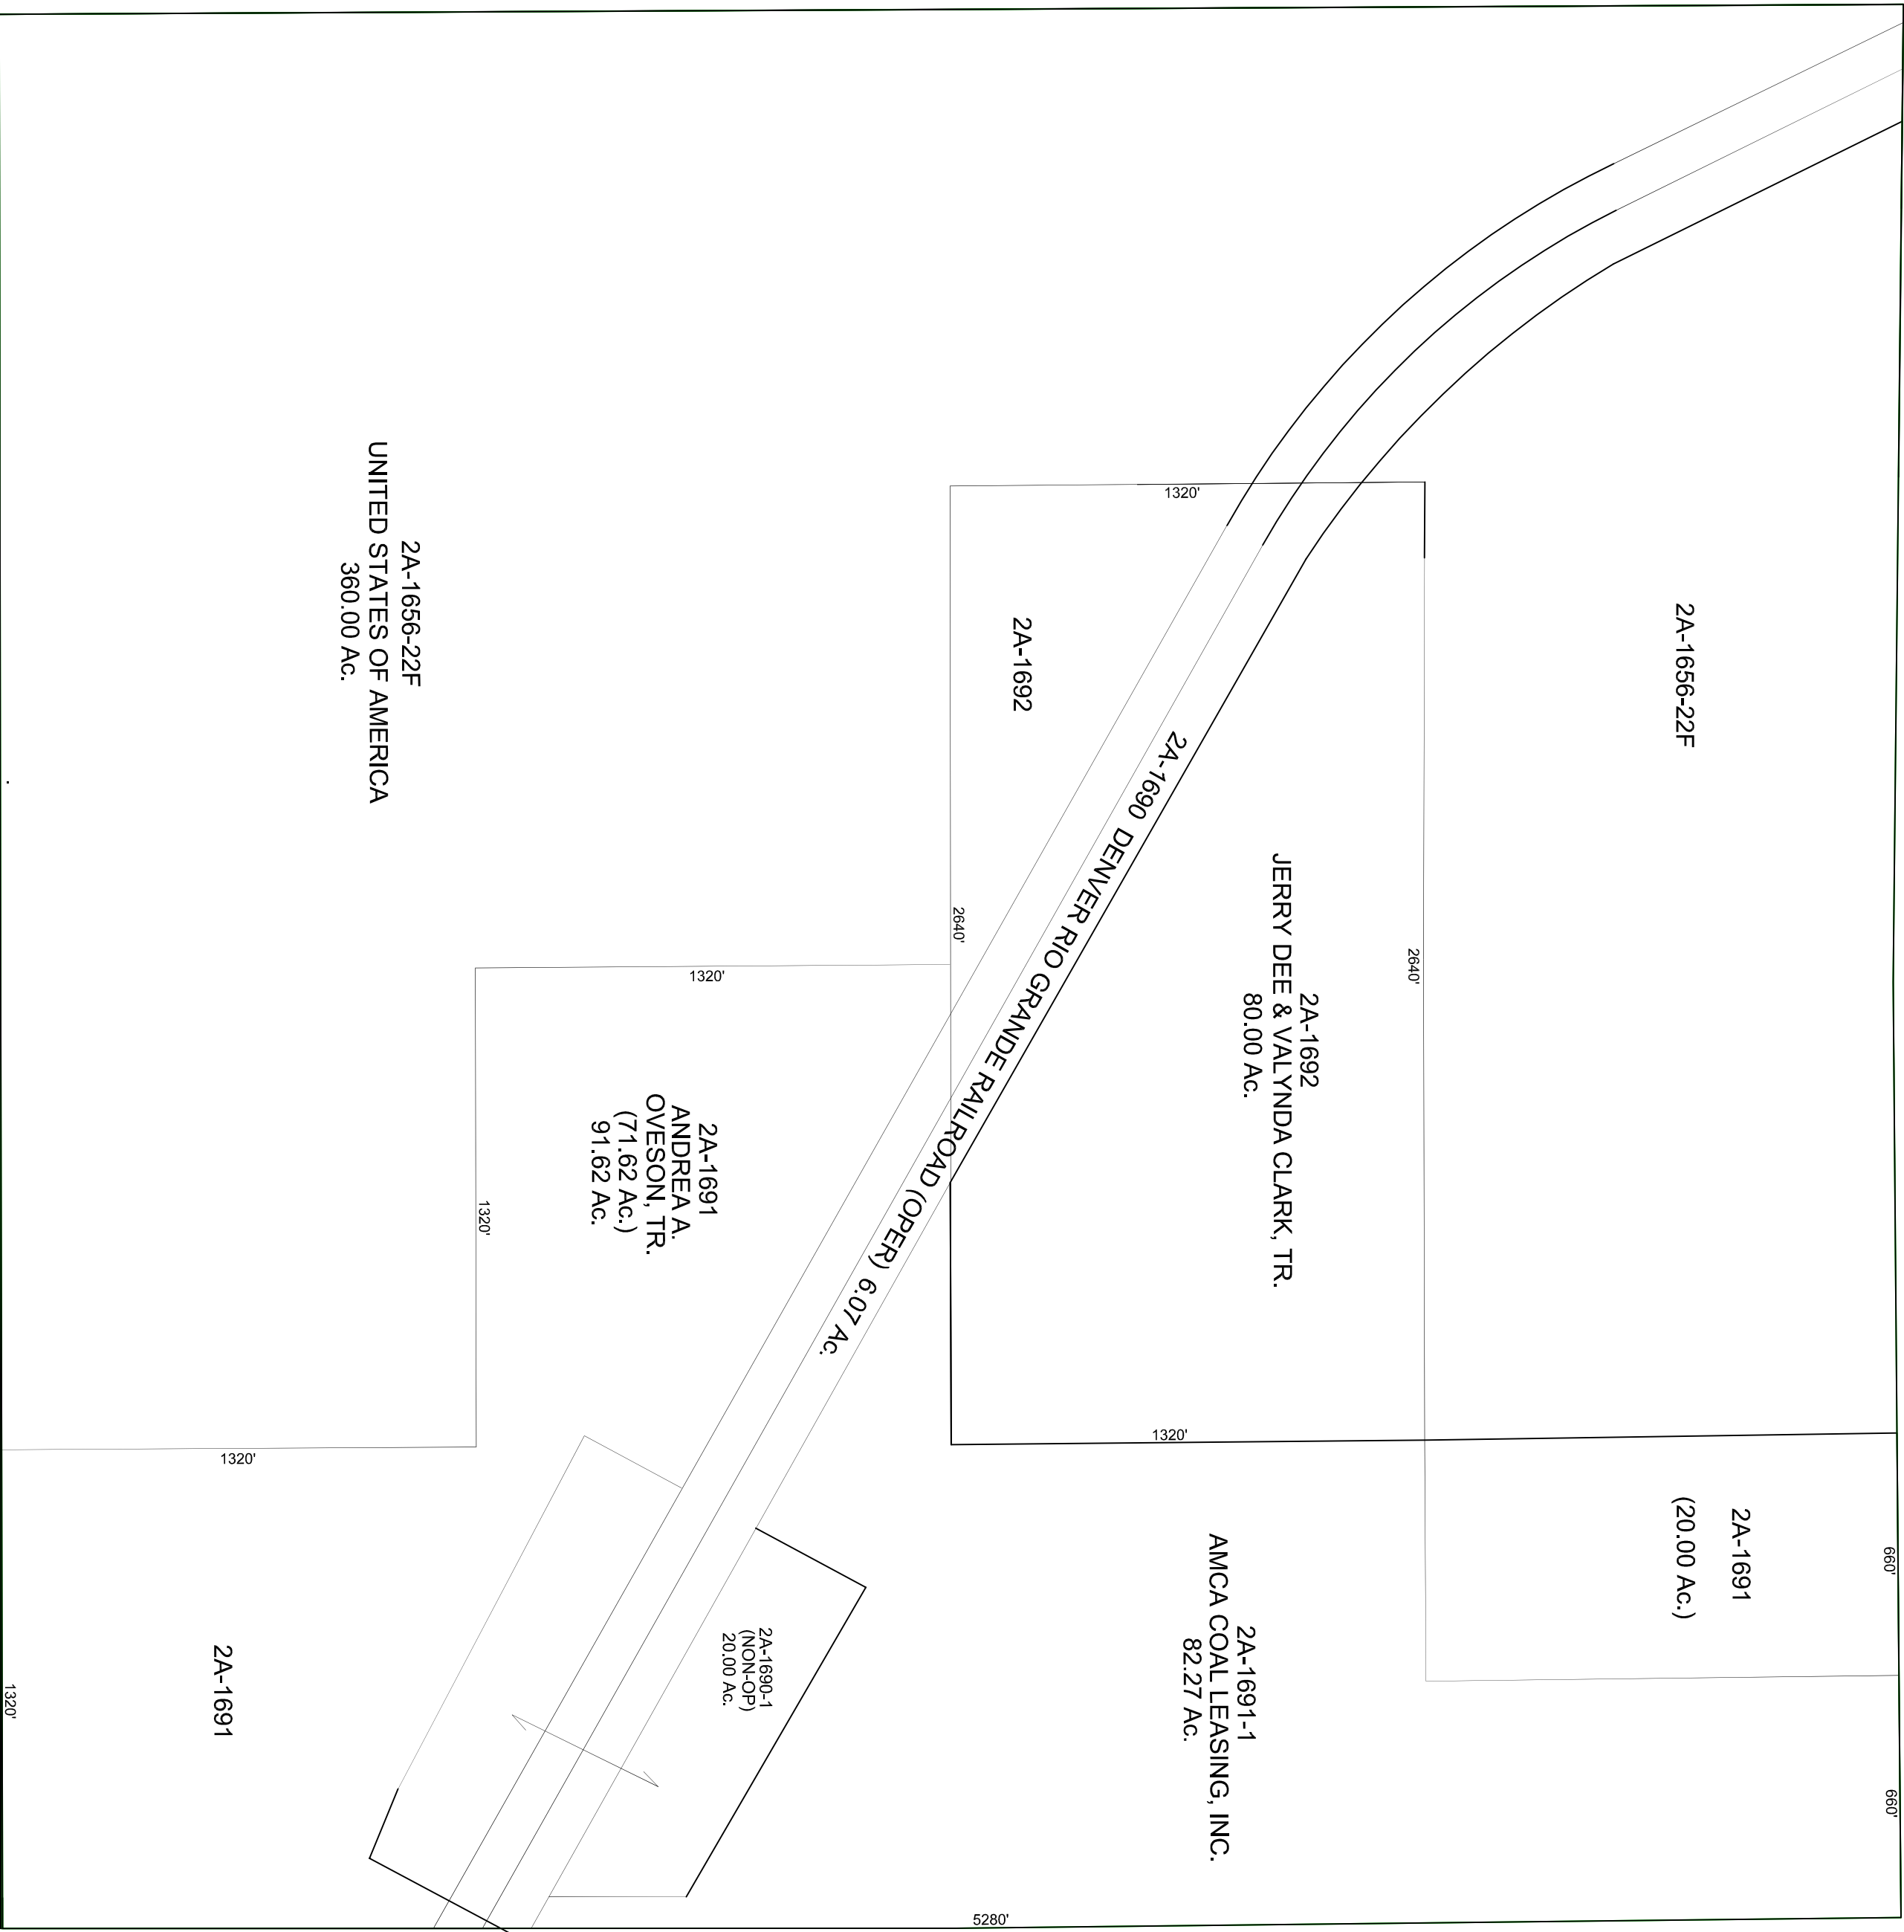 2A-1656-22F
2A-1691
(20.00 Ac.)
660'
660'
2640'
2A-1692
JERRY DEE & VALYNDA CLARK, TR.
80.00 Ac.
1320'
1320'
2A-1691-1
AMCA COAL LEASING, INC.
82.27 Ac.
2A-1692
2640'
2A-1690 DENVER RIO GRANDE RAILROAD (OPER) 6.07 Ac.
5280'
2A-1690-1
(NON-OP)
20.00 Ac.
1320'
2A-1691
ANDREA A.
OVESON, TR.
(71.62 Ac.)
91.62 Ac.
1320'
2A-1656-22F
UNITED STATES OF AMERICA
360.00 Ac.
1320'
2A-1691
1320'